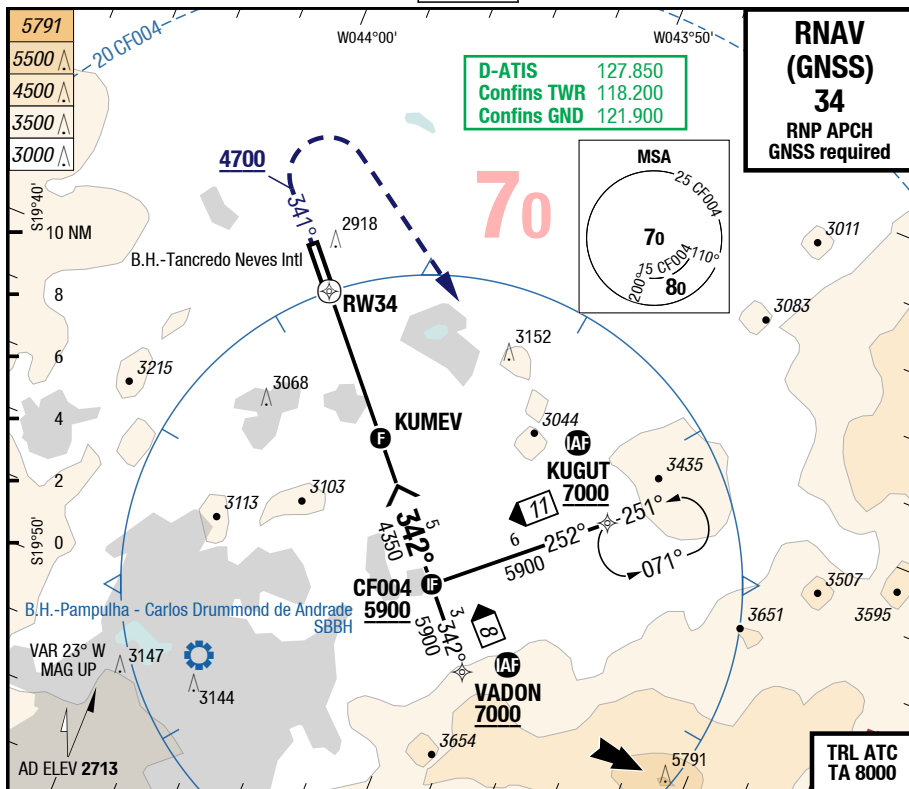 5791
5500
4500
3500
3000
20 CF004
W044°00'
W043°50'
D-ATIS 127.850
Confins TWR 118.200
Confins GND 121.900
RNAV
(GNSS)
34
RNP APCH
GNSS required
MSA
25 CF004
70
15 CF004
110°
200°
80
70
4700
341°
2918
S19°40'
10 NM
B.H.-Tancredo Neves Intl
3011
8
RW34
3083
6
3152
3215
3068
4
KUMEV
F
3044
IAF
KUGUT
7000
3435
2
3113
3103
11
6
252°
251°
5900
071°
S19°50'
0
5
342°
4350
CF004
5900
IF
3507
3595
3651
B.H.-Pampulha - Carlos Drummond de Andrade
SBBH
3
342°
5900
8
VAR 23° W
MAG UP
3147
3144
IAF
VADON
7000
3654
5791
AD ELEV 2713
TRL ATC
TA 8000